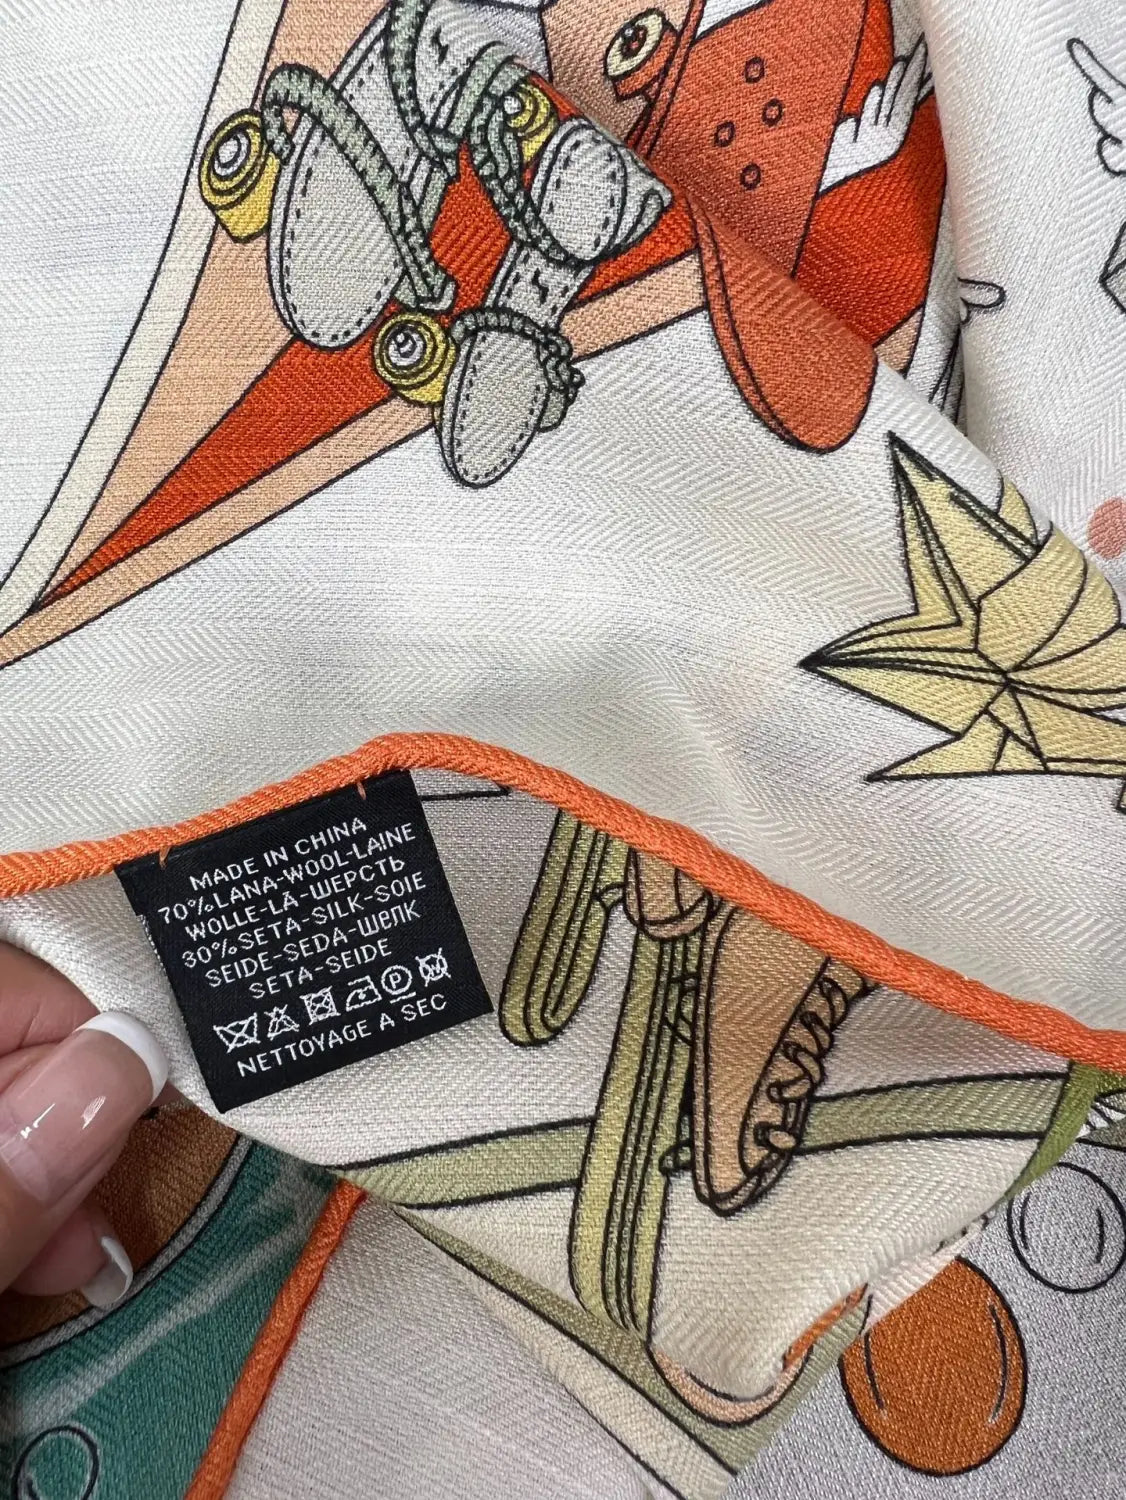 MADE IN CHINA
70%LANA-WOOL-LAINE
WOLLE-LÃ-ШЕРСТЬ
30%SETA-SILK-SOIE
SEIDE-SEDA-шелк
SETA-SEIDE
P W
NETTOYAGE A SEC